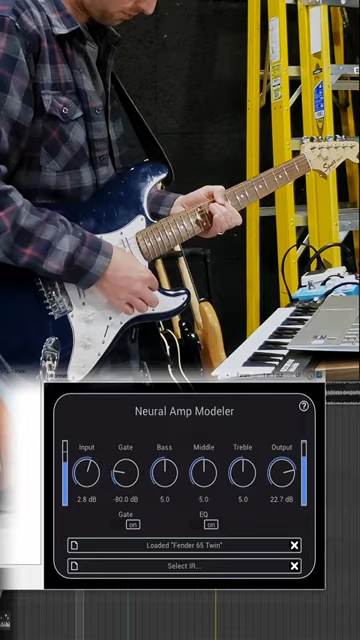 Neural Amp Modeler
?
Input Gate Bass Middle Treble Output
2.8 dB -80.0 dB 5.0 5.0 5.0 22.7 dB
Gate EQ
on on
Loaded "Fender 65 Twin"
Select IR...